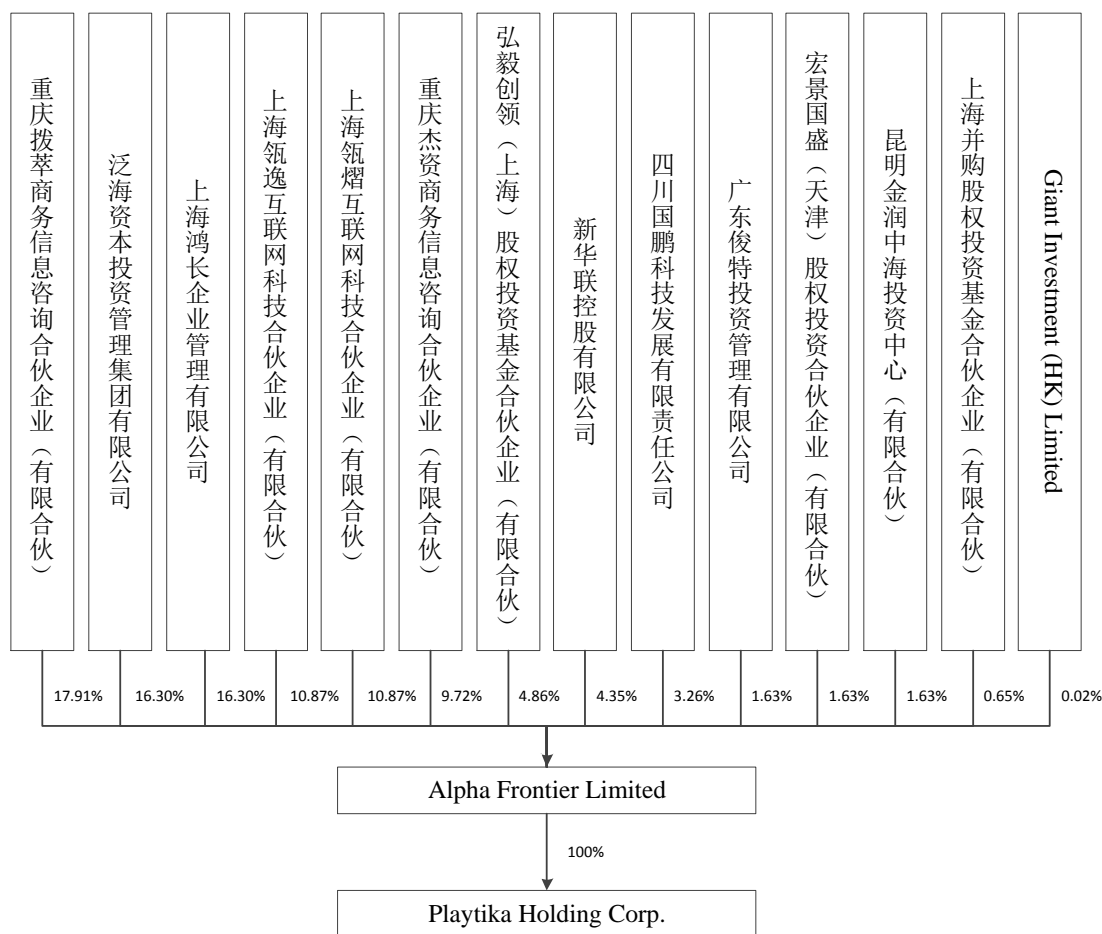 重庆拨萃商务信息咨询合伙企业（有限合伙）
泛海资本投资管理集团有限公司
上海鸿长企业管理有限公司
上海瓴逸互联网科技合伙企业（有限合伙）
上海瓴熠互联网科技合伙企业（有限合伙）
重庆杰资商务信息咨询合伙企业（有限合伙）
弘毅创领（上海）股权投资基金合伙企业（有限合伙）
新华联控股有限公司
四川国鹏科技发展有限责任公司
广东俊特投资管理有限公司
宏景国盛（天津）股权投资合伙企业（有限合伙）
昆明金润中海投资中心（有限合伙）
上海并购股权投资基金合伙企业（有限合伙）
Giant Investment (HK) Limited
17.91%
16.30%
16.30%
10.87%
10.87%
9.72%
4.86%
4.35%
3.26%
1.63%
1.63%
1.63%
0.65%
0.02%
Alpha Frontier Limited
100%
Playtika Holding Corp.